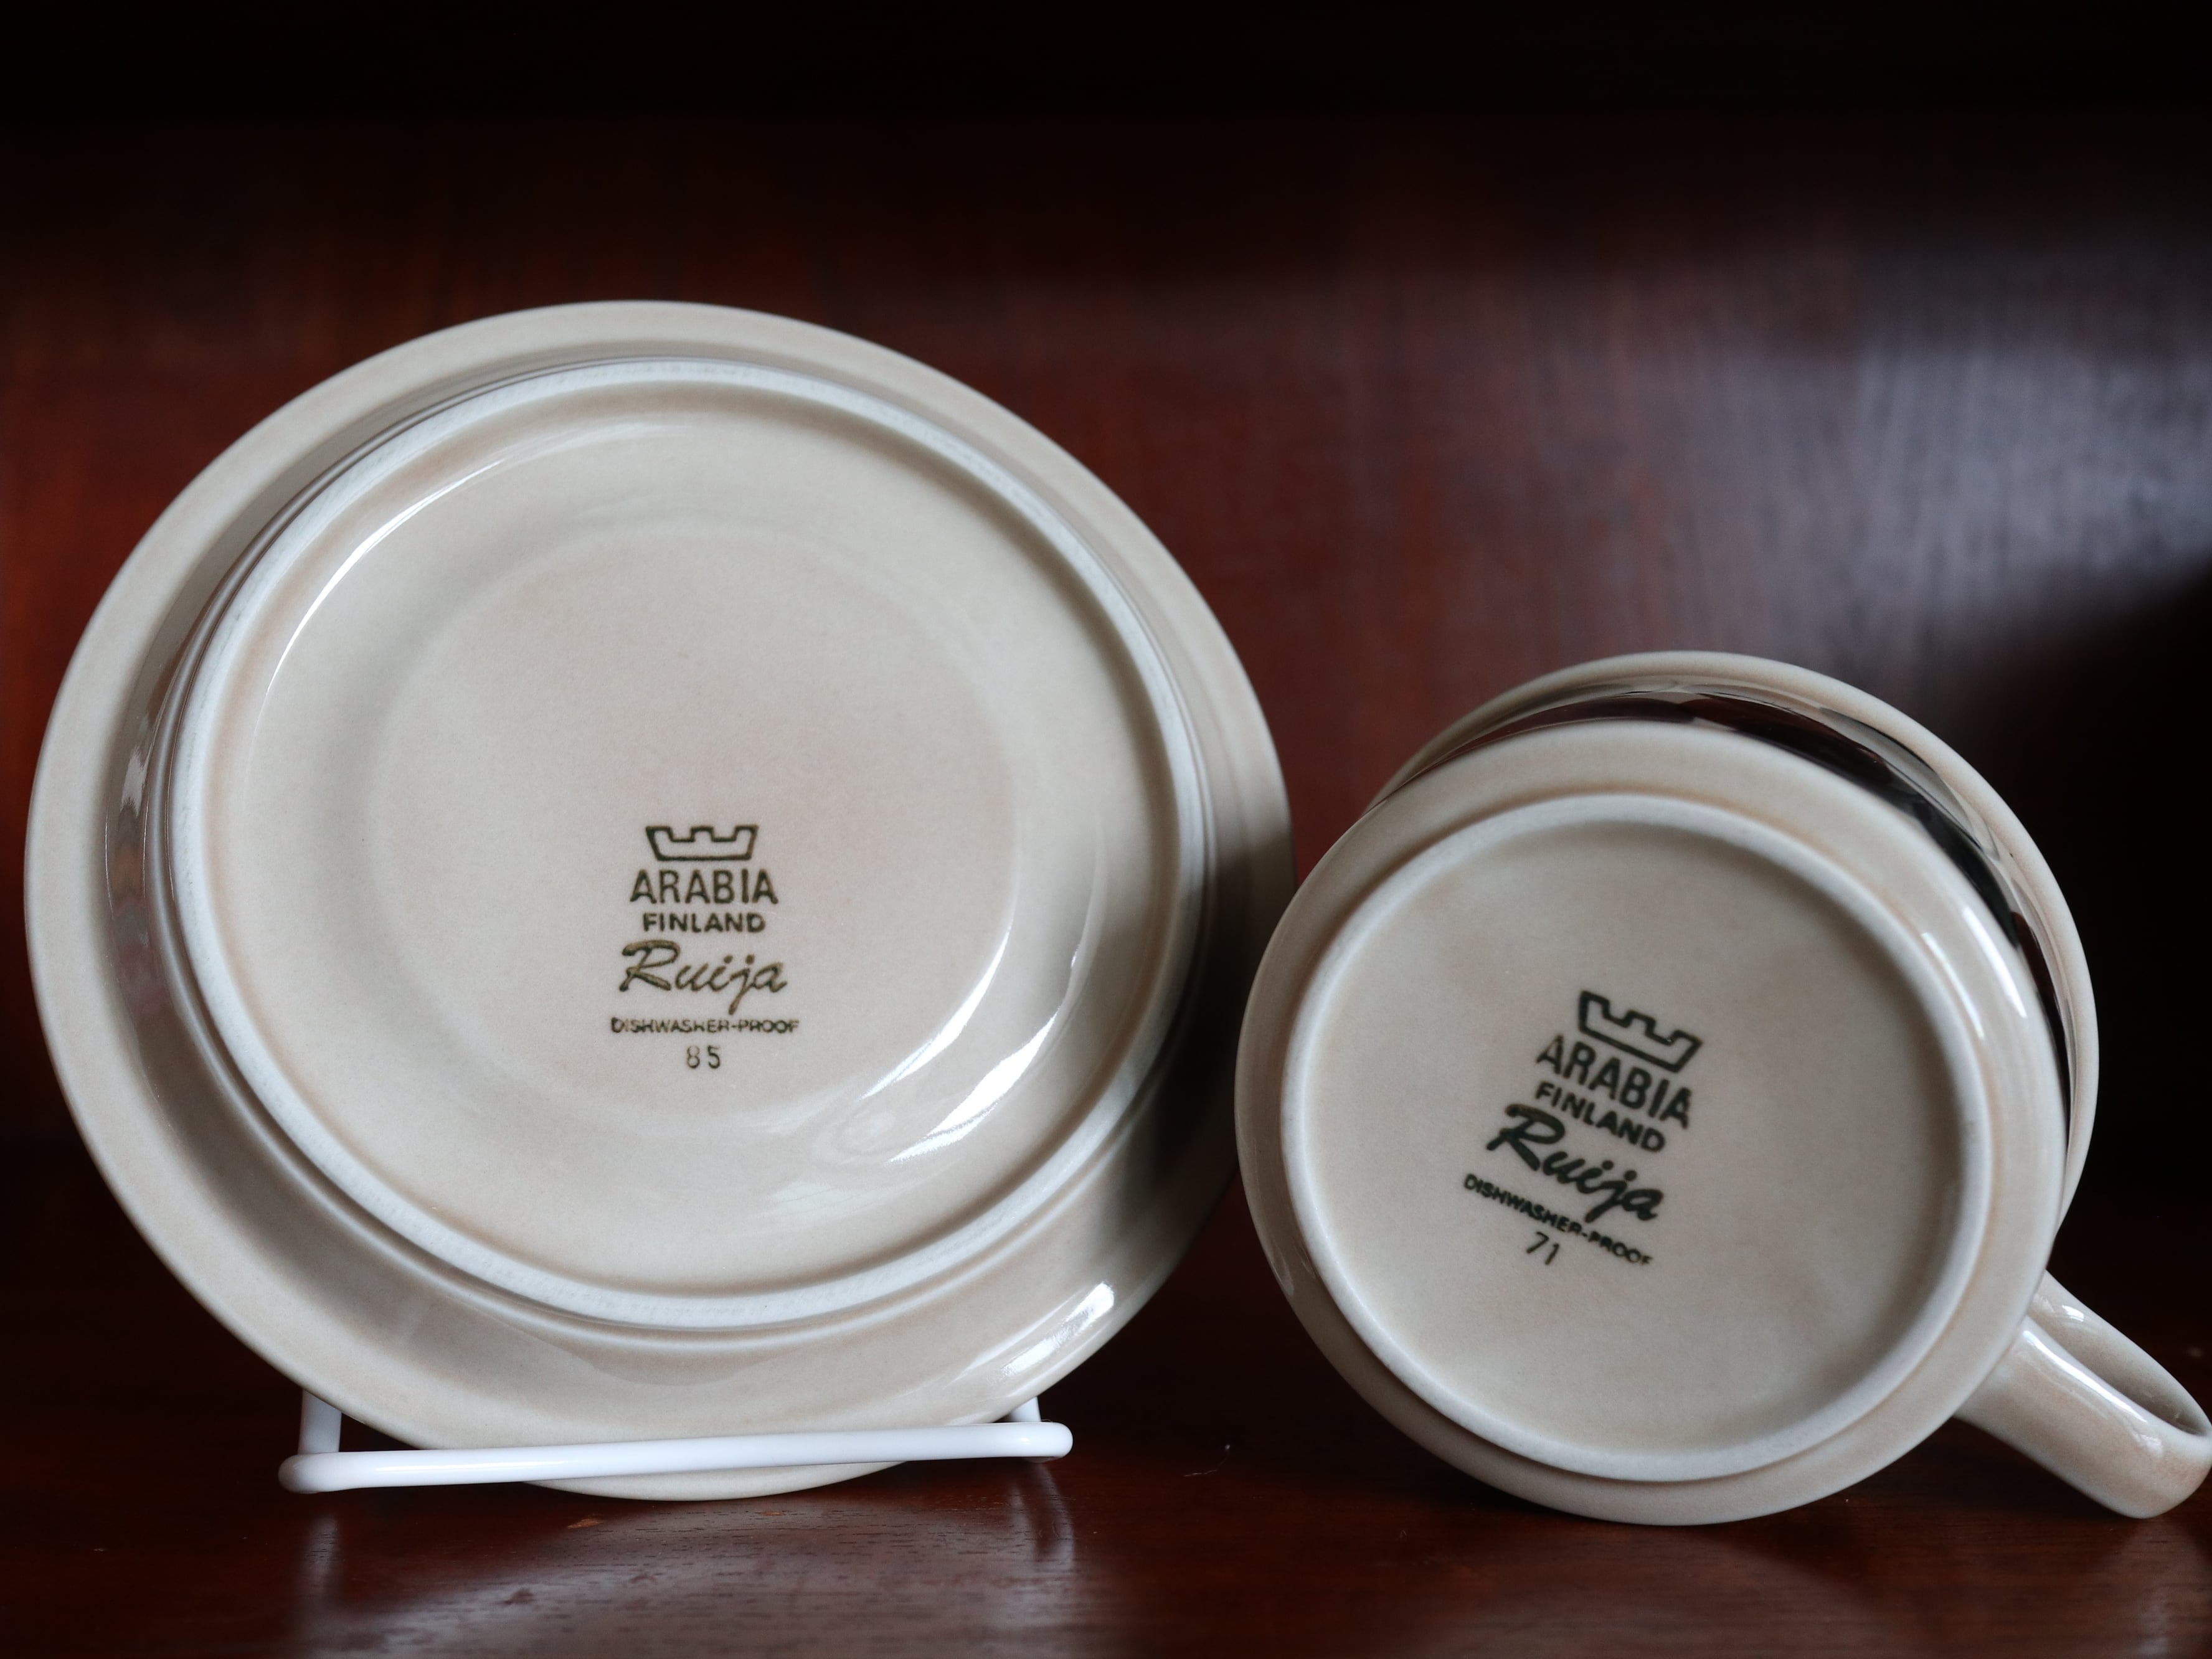 ARABIA
FINLAND
Ruija
DISHWASHER-PROOF
85
ARABIA
FINLAND
Ruija
DISHWASHER-PROOF
71